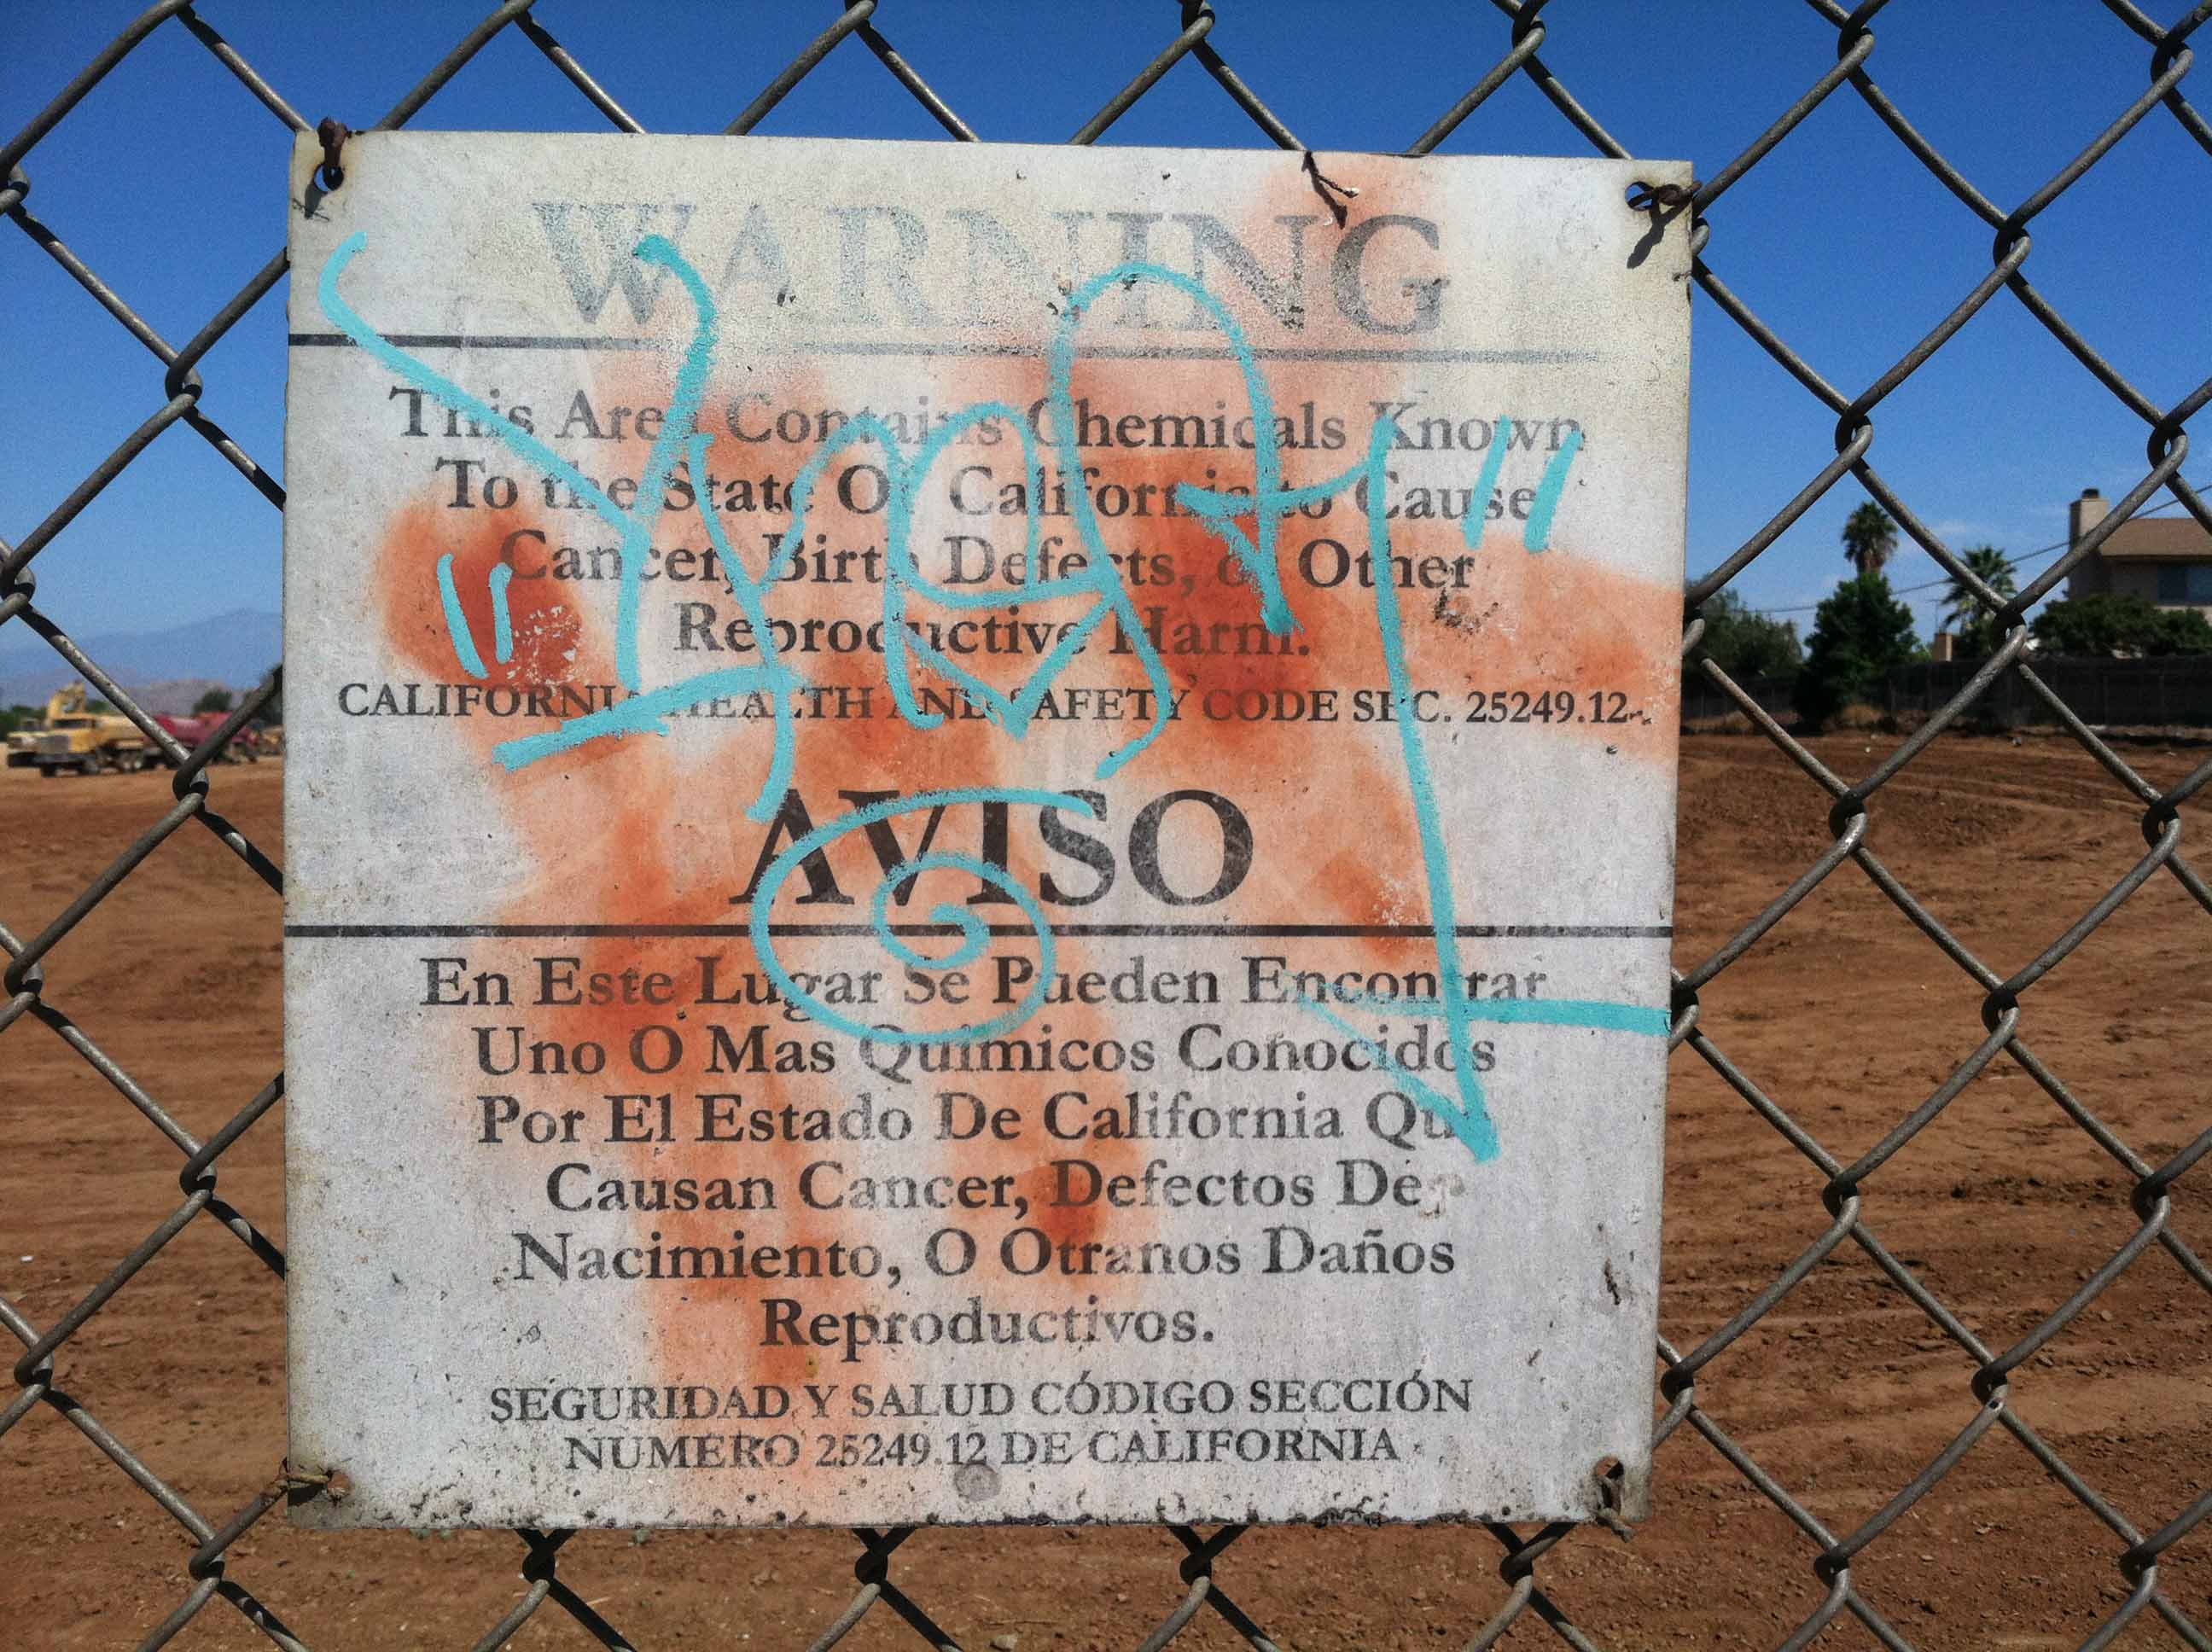 WARNING
This Area Contains Chemicals Known
To the State Of California to Cause
Cancer, Birth Defects, or Other
Reproductive Harm.
CALIFORNIA HEALTH AND SAFETY CODE SEC. 25249.12
AVISO
En Este Lugar Se Pueden Encontrar
Uno O Mas Químicos Conocidos
Por El Estado De California Que
Causan Cancer, Defectos De
Nacimiento, O Otranos Daños
Reproductivos.
SEGURIDAD Y SALUD CÓDIGO SECCIÓN
NUMERO 25249.12 DE CALIFORNIA